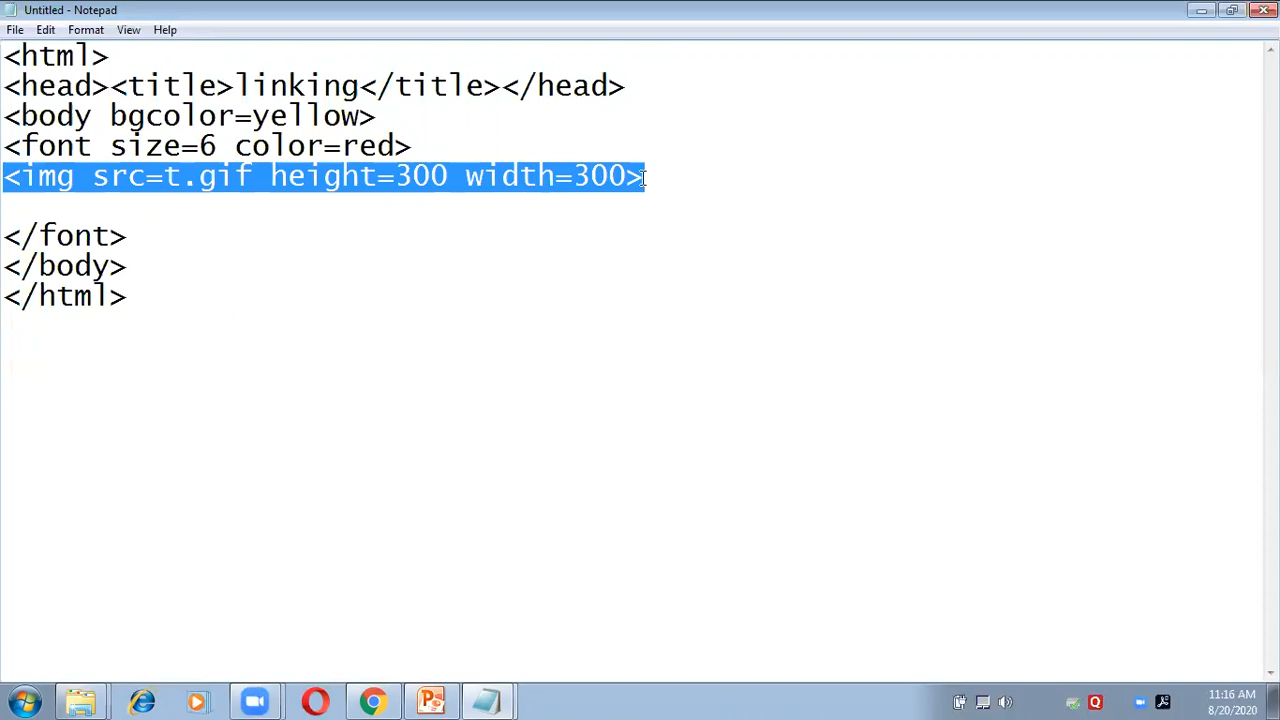 Untitled - Notepad
File Edit Format View Help
<html>
<head><title>linking</title></head>
<body bgcolor=yellow>
<font size=6 color=red>
<img src=t.gif height=300 width=300>
</font>
</body>
</html>
11:16 AM
8/20/2020